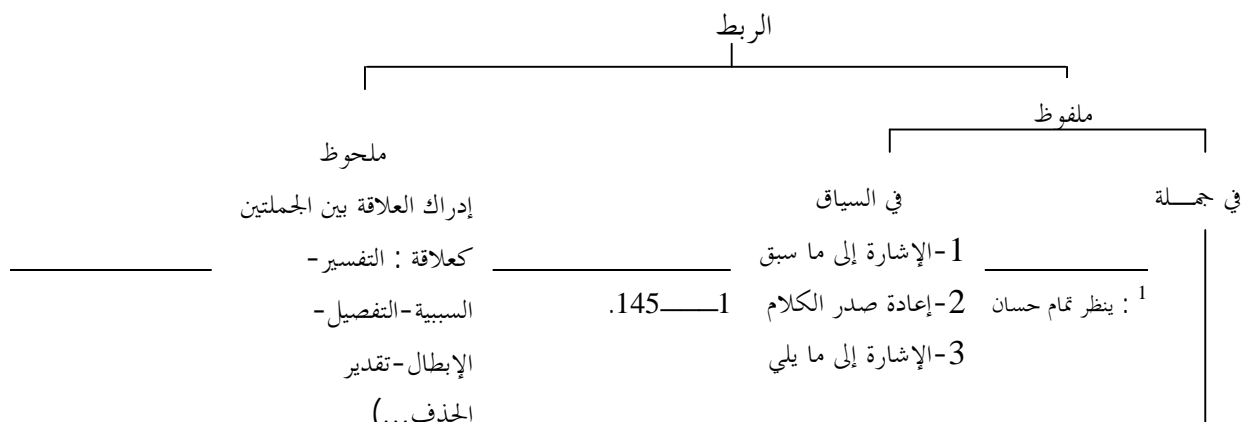 الربط
ملفوظ
ملحوظ
في جمـــلة
في السياق
إدراك العلاقة بين الجملتين
1-الإشارة إلى ما سبق
كعلاقة : التفسير-
1 : ينظر تمام حسان
2-إعادة صدر الكلام
1ــــــ145.
السببية-التفصيل-
3-الإشارة إلى ما يلي
الإبطال-تقدير
الحذف...)